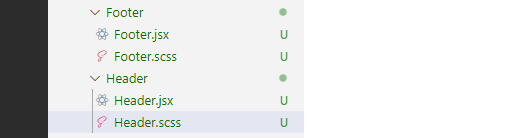 Footer
Footer.jsx U
Footer.scss U
Header
Header.jsx U
Header.scss U